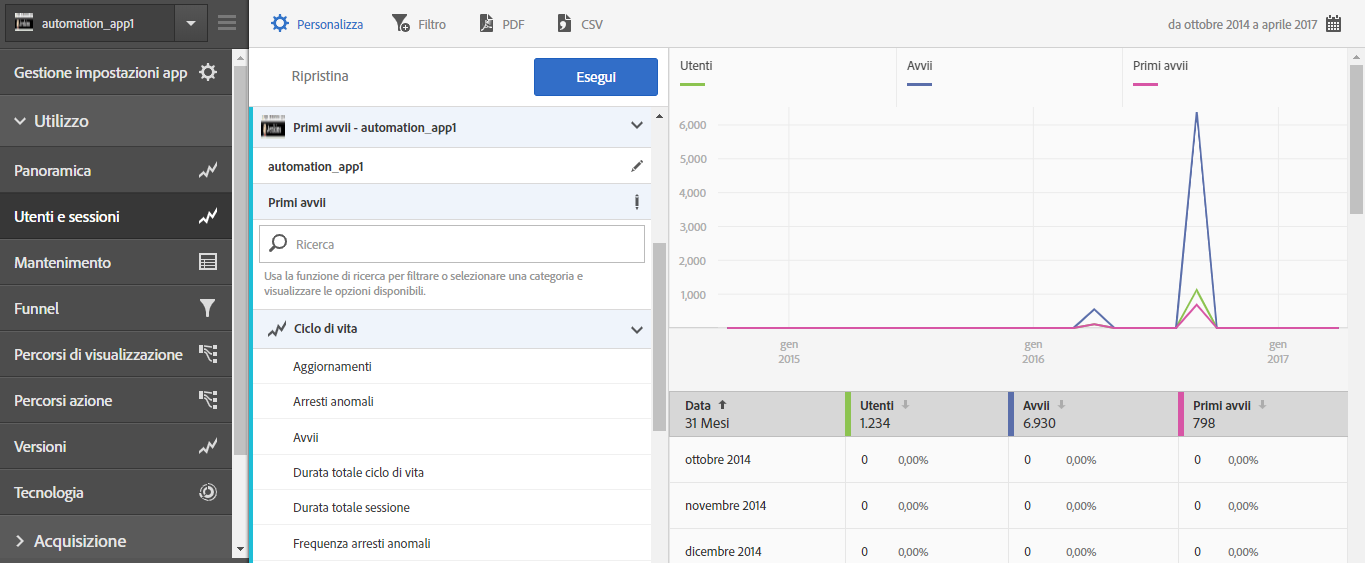 automation_app1
Gestione impostazioni app
Utilizzo
Panoramica
Utenti e sessioni
Mantenimento
Funnel
Percorsi di visualizzazione
Percorsi azione
Versioni
Tecnologia
Acquisizione
Personalizza
Filtro
PDF
CSV
da ottobre 2014 a aprile 2017
Ripristina
Esegui
Primi avvii - automation_app1
automation_app1
Primi avvii
Ricerca
Usa la funzione di ricerca per filtrare o selezionare una categoria e
visualizzare le opzioni disponibili.
Ciclo di vita
Aggiornamenti
Arresti anomali
Avvii
Durata totale ciclo di vita
Durata totale sessione
Frequenza arresti anomali
Utenti
Avvii
Primi avvii
6,000
5,000
4,000
3,000
2,000
1,000
gen
2015
gen
2016
gen
2017
Data Utenti Avvii Primi avvii
31 Mesi 1.234 6.930 798
ottobre 2014 0 0,00% 0 0,00% 0 0,00%
novembre 2014 0 0,00% 0 0,00% 0 0,00%
dicembre 2014 0 0,00% 0 0,00% 0 0,00%